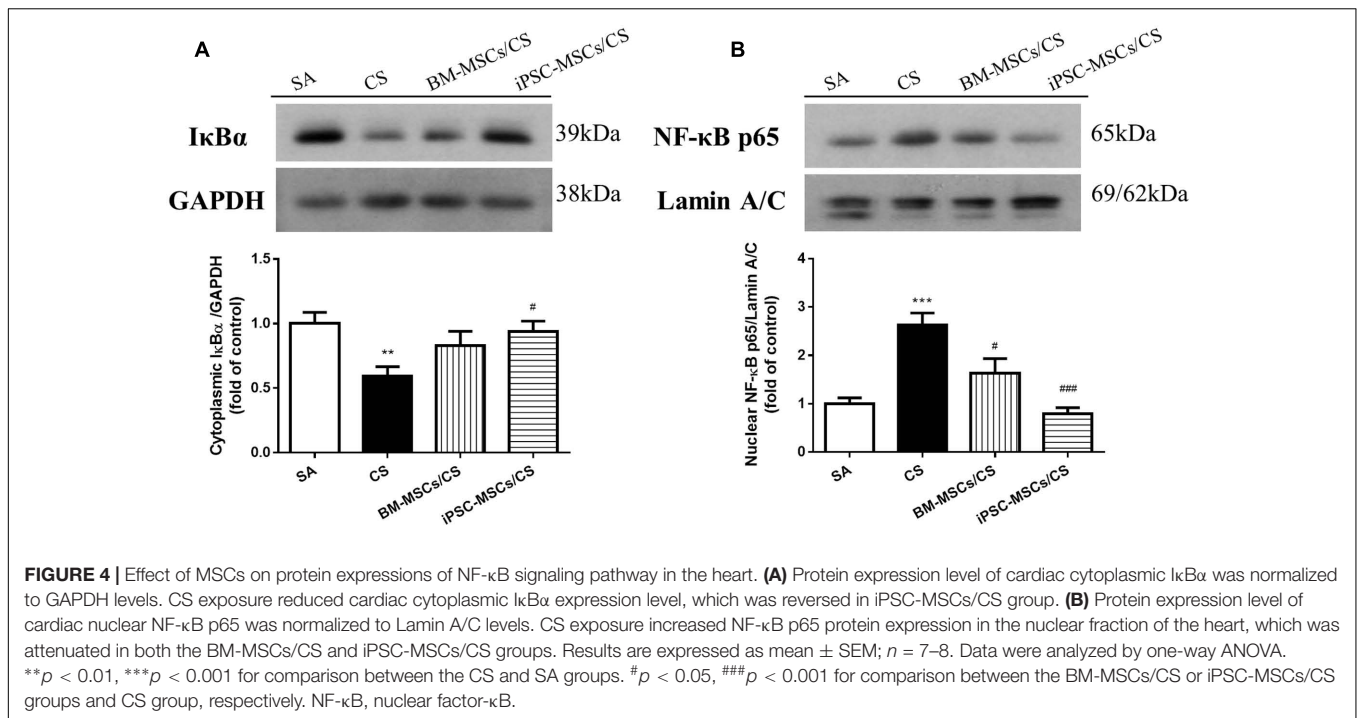 A
SA
CS
BM-MSCs/CS
iPSC-MSCs/CS
IκBα
39kDa
GAPDH
38kDa
Cytoplasmic IκBα /GAPDH
(fold of control)
1.5
1.0
0.5
0.0
**
#
SA
CS
BM-MSCs/CS
iPSC-MSCs/CS
B
SA
CS
BM-MSCs/CS
iPSC-MSCs/CS
NF-κB p65
65kDa
Lamin A/C
69/62kDa
Nuclear NF-κB p65/Lamin A/C
(fold of control)
4
3
2
1
0
***
#
###
SA
CS
BM-MSCs/CS
iPSC-MSCs/CS
FIGURE 4 | Effect of MSCs on protein expressions of NF-κB signaling pathway in the heart. (A) Protein expression level of cardiac cytoplasmic IκBα was normalized
to GAPDH levels. CS exposure reduced cardiac cytoplasmic IκBα expression level, which was reversed in iPSC-MSCs/CS group. (B) Protein expression level of
cardiac nuclear NF-κB p65 was normalized to Lamin A/C levels. CS exposure increased NF-κB p65 protein expression in the nuclear fraction of the heart, which was
attenuated in both the BM-MSCs/CS and iPSC-MSCs/CS groups. Results are expressed as mean ± SEM; n = 7–8. Data were analyzed by one-way ANOVA.
**p < 0.01, ***p < 0.001 for comparison between the CS and SA groups. #p < 0.05, ###p < 0.001 for comparison between the BM-MSCs/CS or iPSC-MSCs/CS
groups and CS group, respectively. NF-κB, nuclear factor-κB.